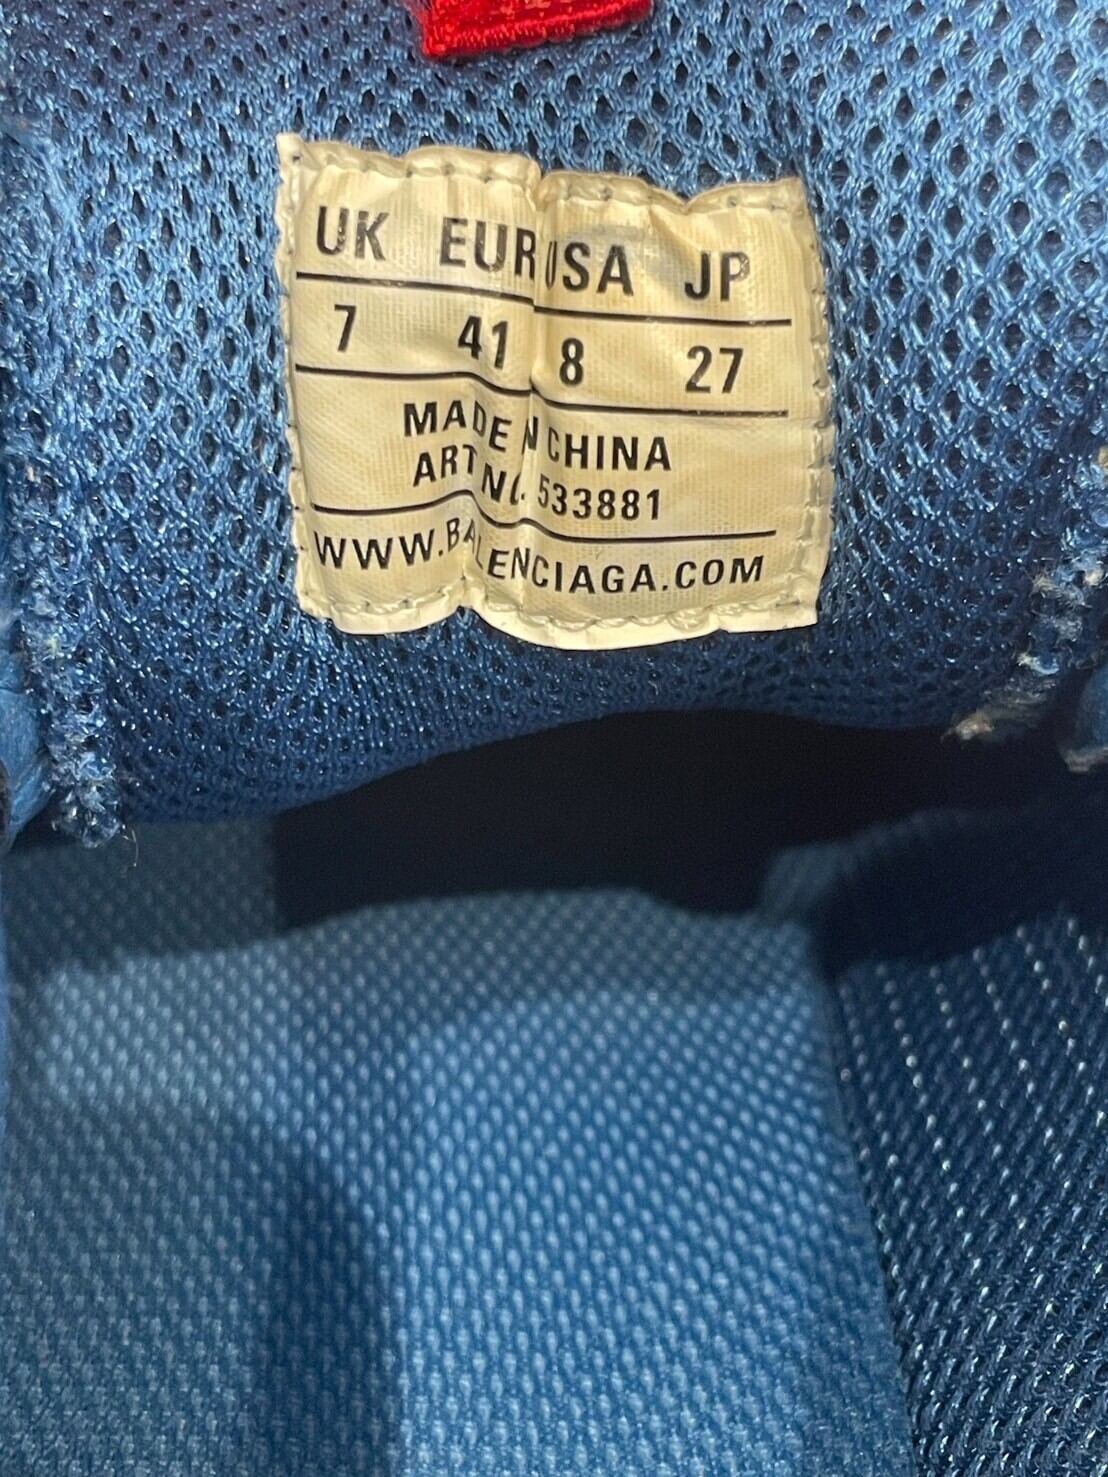 UK EUR USA JP
7 41 8 27
MADE IN CHINA
ART NO. 533881
WWW.BALENCIAGA.COM